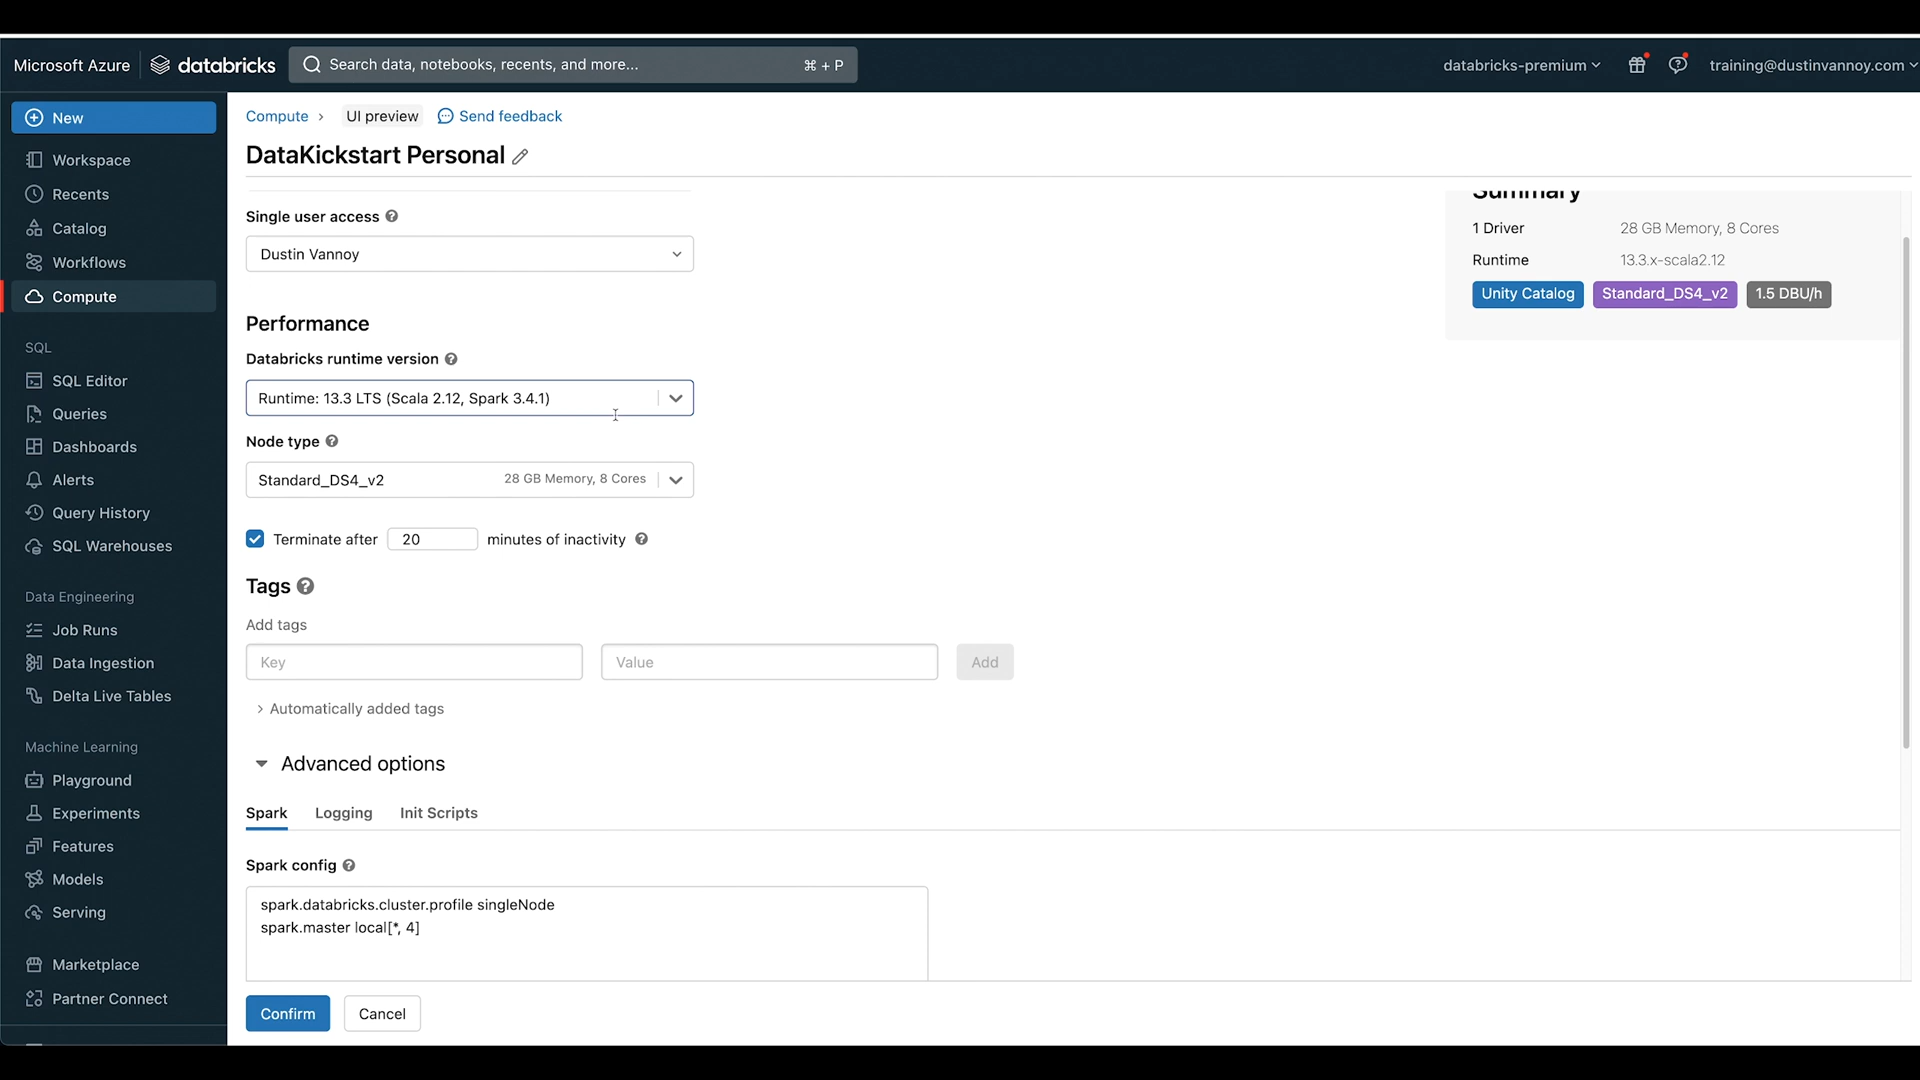 Microsoft Azure
databricks
Search data, notebooks, recents, and more...
⌘ + P
databricks-premium
training@dustinvannoy.com
New
Workspace
Recents
Catalog
Workflows
Compute
SQL
SQL Editor
Queries
Dashboards
Alerts
Query History
SQL Warehouses
Data Engineering
Job Runs
Data Ingestion
Delta Live Tables
Machine Learning
Playground
Experiments
Features
Models
Serving
Marketplace
Partner Connect
Compute › UI preview Send feedback
DataKickstart Personal
Single user access
Dustin Vannoy
Performance
Databricks runtime version
Runtime: 13.3 LTS (Scala 2.12, Spark 3.4.1)
Node type
Standard_DS4_v2 28 GB Memory, 8 Cores
Terminate after 20 minutes of inactivity
Tags
Add tags
Key Value Add
Automatically added tags
Advanced options
Spark Logging Init Scripts
Spark config
spark.databricks.cluster.profile singleNode
spark.master local[*, 4]
Confirm Cancel
Summary
1 Driver 28 GB Memory, 8 Cores
Runtime 13.3.x-scala2.12
Unity Catalog Standard_DS4_v2 1.5 DBU/h